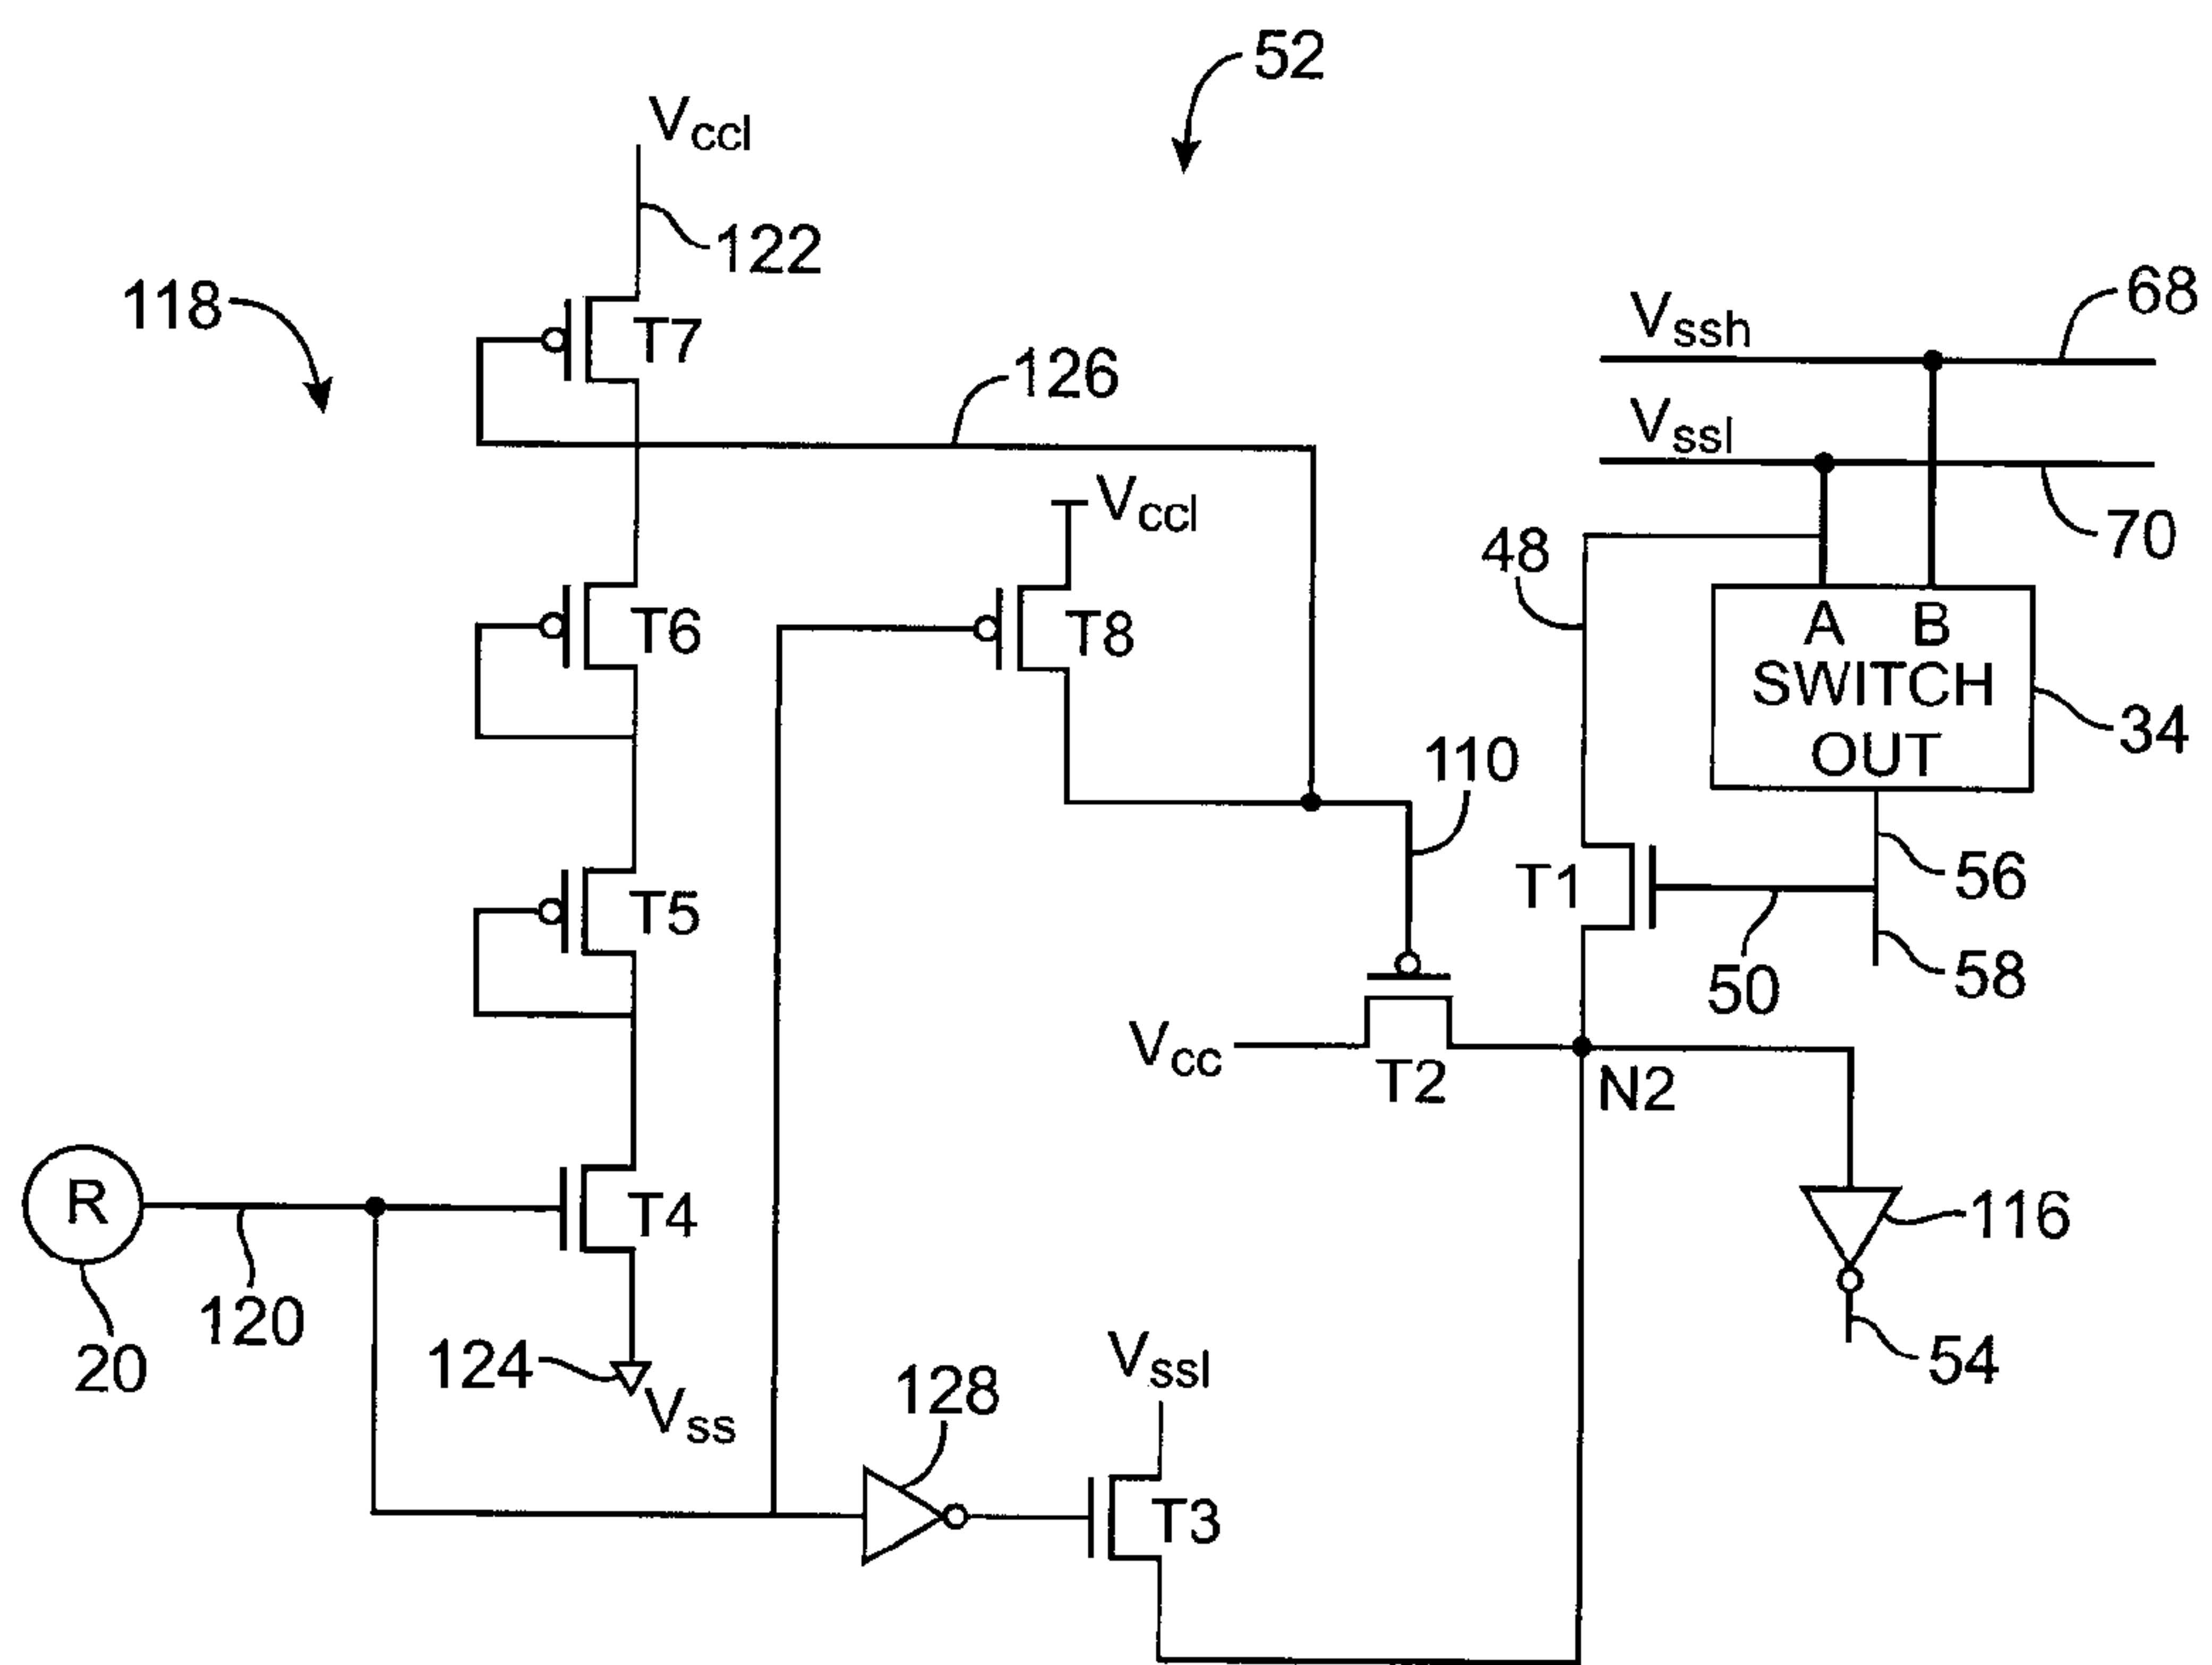 52
Vccl
122
118
T7
126
Vssh
68
Vssl
70
Vccl
48
T6
T8
A B
SWITCH
OUT
34
110
T5
T1
56
50
58
Vcc
T2
N2
R
T4
116
120
20
124
Vss
128
Vssl
54
T3